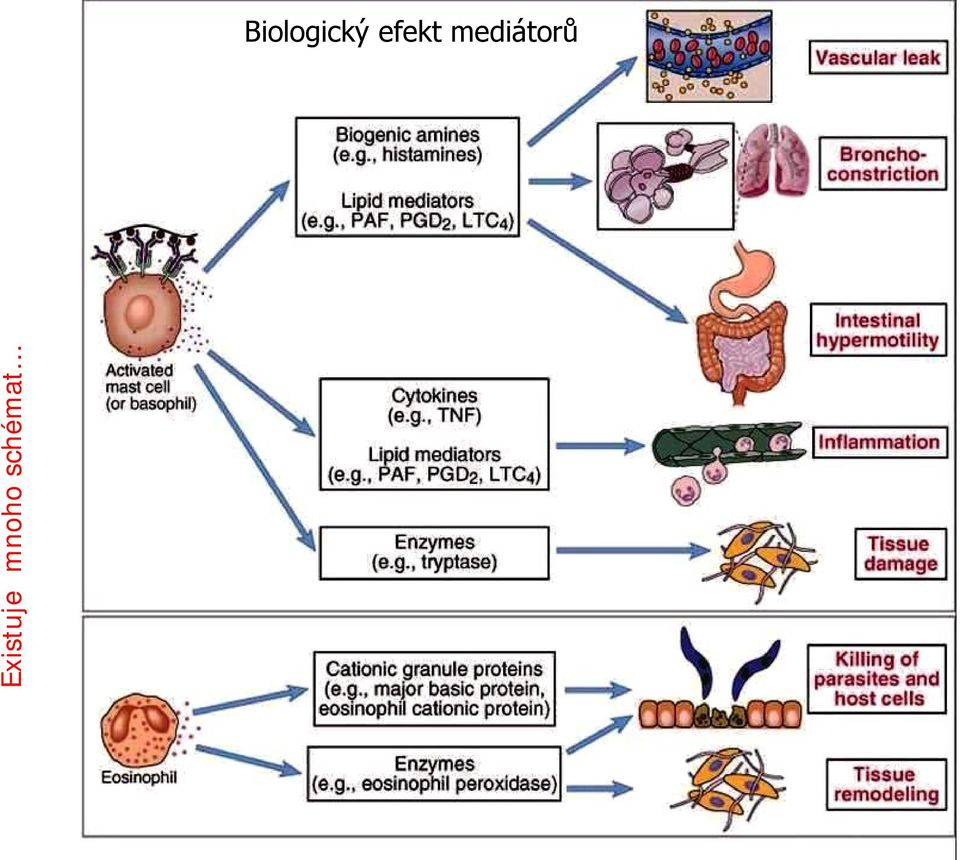 Biologický efekt mediátorů
Existuje mnoho schémat...
Activated
mast cell
(or basophil)
Biogenic amines
(e.g., histamines)
Lipid mediators
(e.g., PAF, PGD2, LTC4)
Vascular leak
Broncho-
constriction
Intestinal
hypermotility
Cytokines
(e.g., TNF)
Lipid mediators
(e.g., PAF, PGD2, LTC4)
Inflammation
Enzymes
(e.g., tryptase)
Tissue
damage
Eosinophil
Cationic granule proteins
(e.g., major basic protein,
eosinophil cationic protein)
Killing of
parasites and
host cells
Enzymes
(e.g., eosinophil peroxidase)
Tissue
remodeling